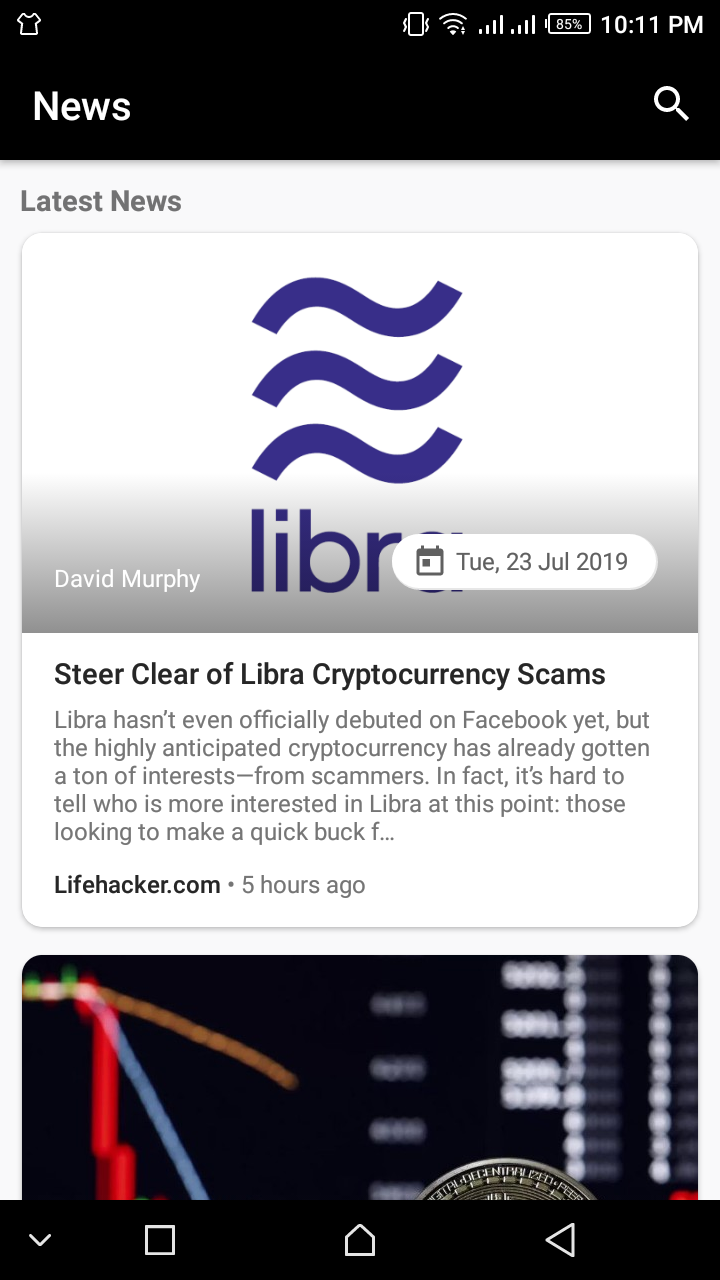 85%
10:11 PM
News
Latest News
libra
David Murphy
Tue, 23 Jul 2019
Steer Clear of Libra Cryptocurrency Scams
Libra hasn’t even officially debuted on Facebook yet, but
the highly anticipated cryptocurrency has already gotten
a ton of interests—from scammers. In fact, it’s hard to
tell who is more interested in Libra at this point: those
looking to make a quick buck f…
Lifehacker.com • 5 hours ago
DECENTRALIZED